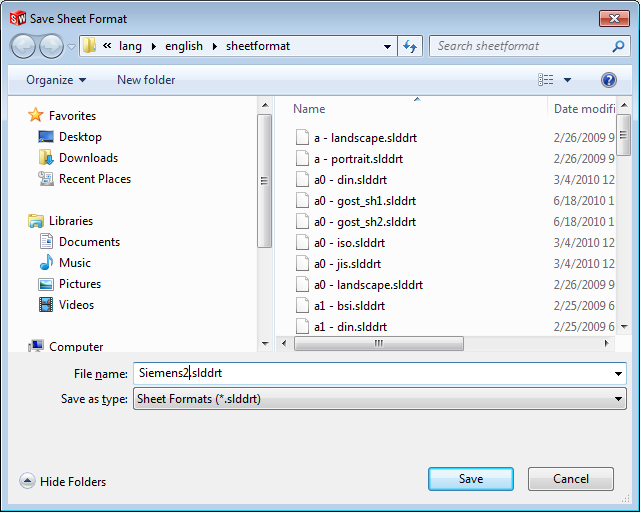 SW Save Sheet Format
« lang english sheetformat Search sheetformat
Organize New folder ?
Name Date modifi
Favorites
Desktop
Downloads
Recent Places
Libraries
Documents
Music
Pictures
Videos
Computer
a - landscape.slddrt 2/26/2009 9
a - portrait.slddrt 2/26/2009 9
a0 - din.slddrt 3/4/2010 12
a0 - gost_sh1.slddrt 6/18/2010 1
a0 - gost_sh2.slddrt 6/18/2010 1
a0 - iso.slddrt 3/4/2010 12
a0 - jis.slddrt 3/4/2010 12
a0 - landscape.slddrt 2/26/2009 9
a1 - bsi.slddrt 2/25/2009 6
a1 - din.slddrt 2/25/2009 6
File name: Siemens2.slddrt
Save as type: Sheet Formats (*.slddrt)
Hide Folders Save Cancel